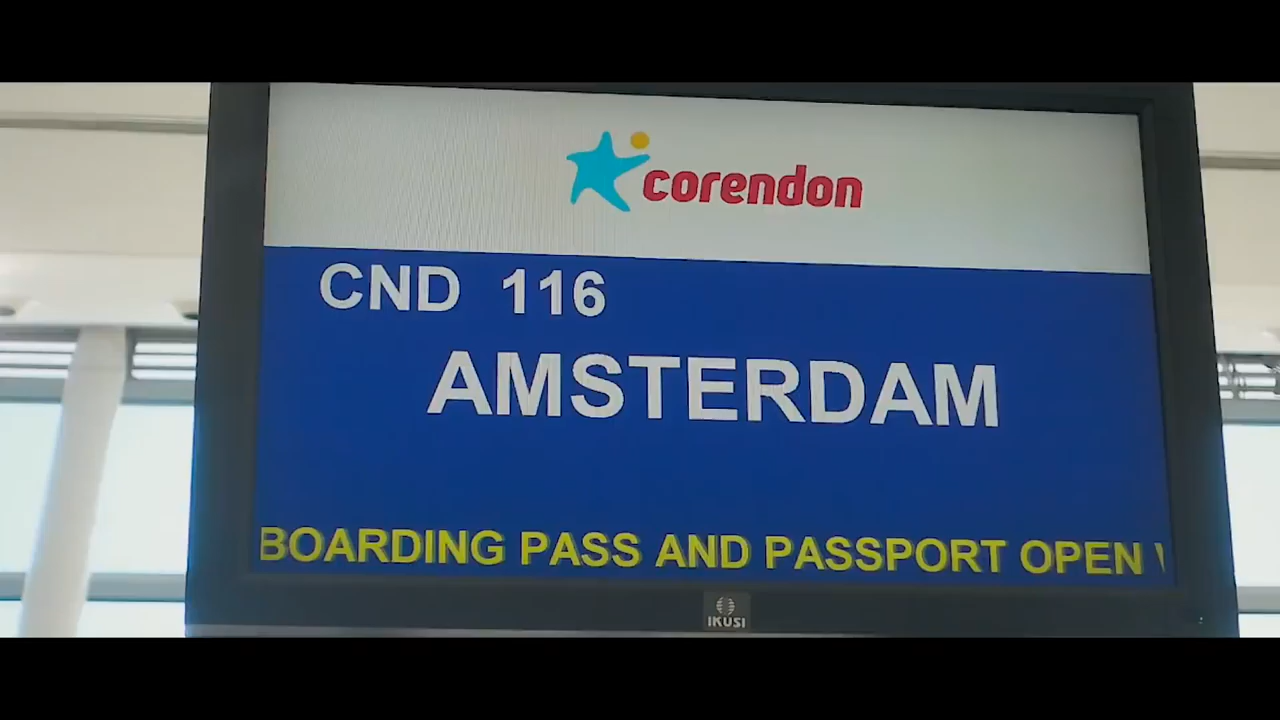 corendon
CND 116
AMSTERDAM
BOARDING PASS AND PASSPORT OPEN
IKUSI